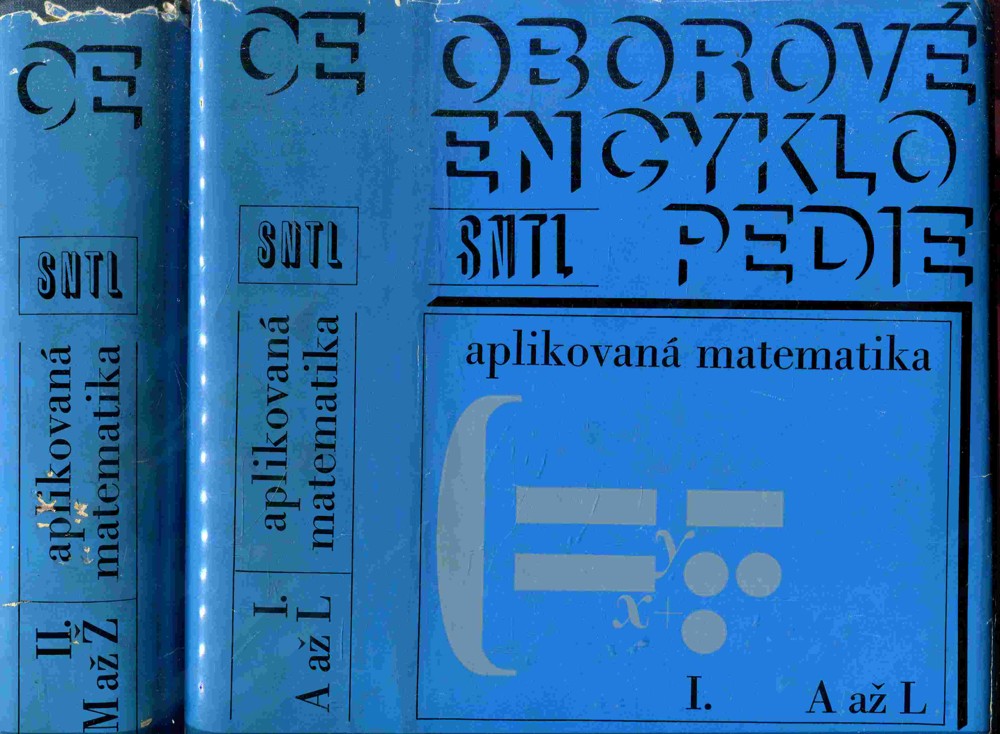 OE
SNTL
aplikovaná
matematika
II.
M až Ž
OE
SNTL
aplikovaná
matematika
I.
A až L
OBOROVÉ
ENCYKLO
SNTL PEDIE
aplikovaná matematika
y
x+
I. A až L